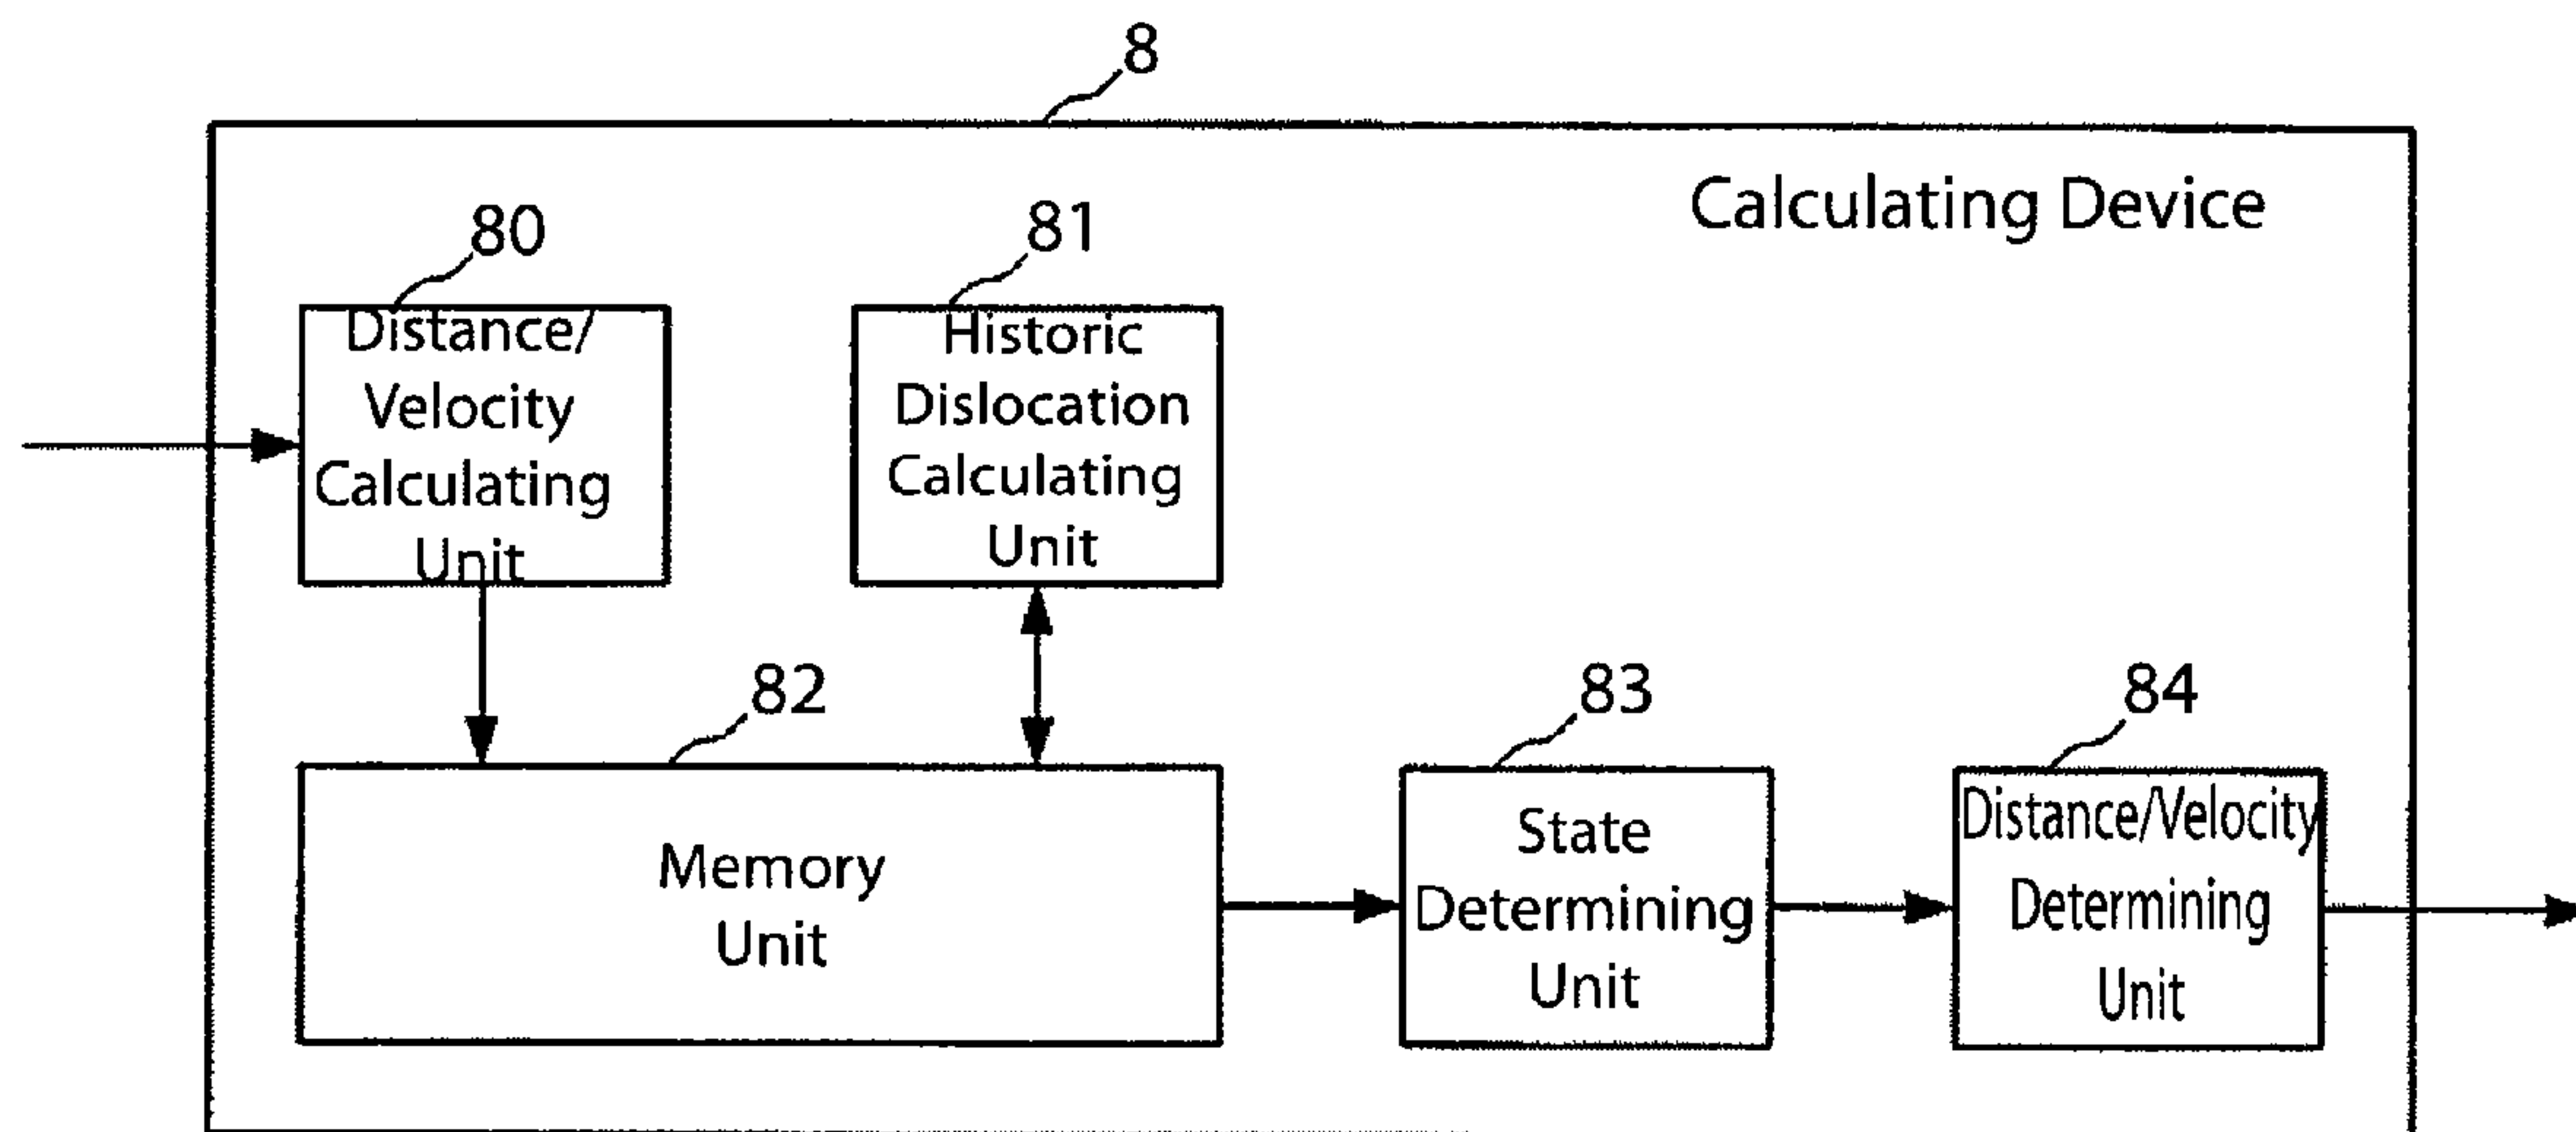 8
Calculating Device
80
Distance/
Velocity
Calculating
Unit
81
Historic
Dislocation
Calculating
Unit
82
Memory
Unit
83
State
Determining
Unit
84
Distance/Velocity
Determining
Unit